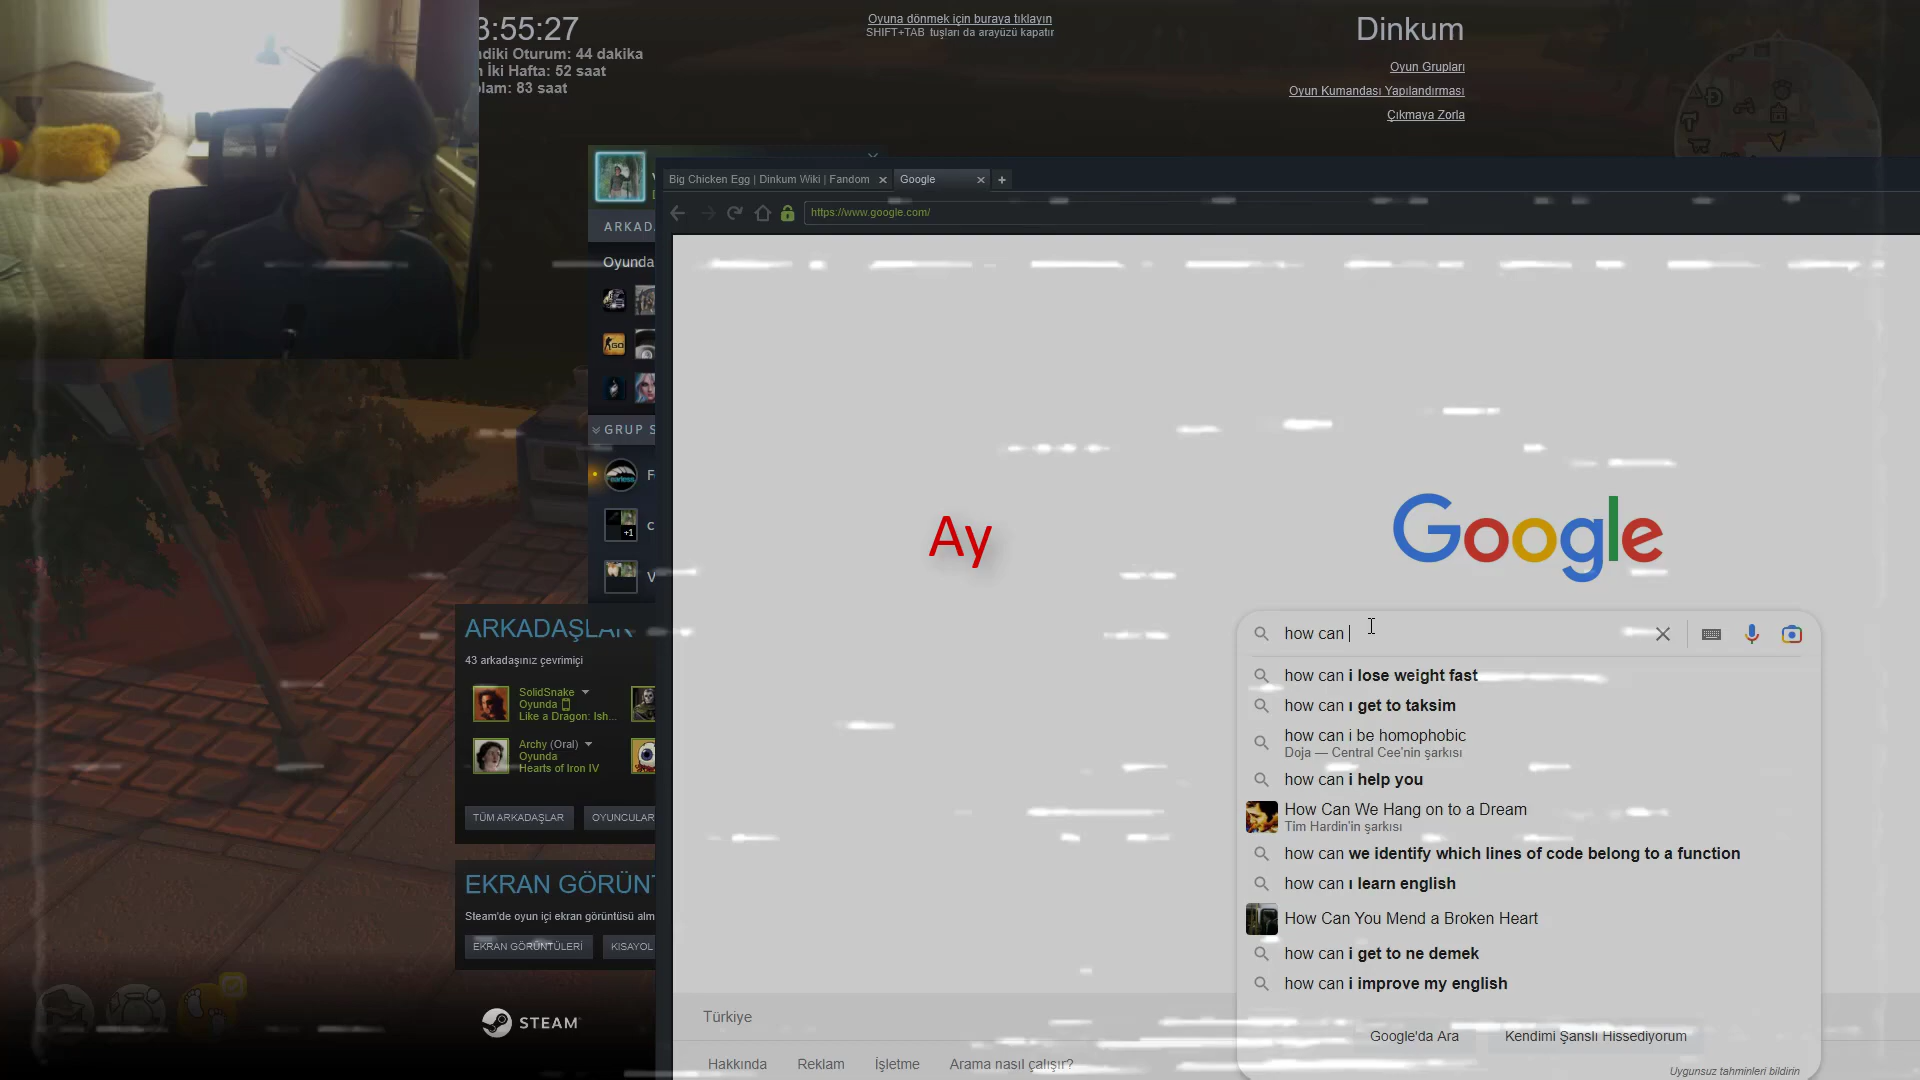 :55:27
ndiki Oturum: 44 dakika
n İki Hafta: 52 saat
plam: 83 saat
Oyuna dönmek için buraya tıklayın
SHIFT+TAB tuşları da arayüzü kapatır
Dinkum
Oyun Grupları
Oyun Kumandası Yapılandırması
Çıkmaya Zorla
Big Chicken Egg | Dinkum Wiki | Fandom
Google
https://www.google.com/
ARKADA
Oyunda
GRUP S
+1
Ay
Google
how can
how can i lose weight fast
how can ı get to taksim
how can i be homophobic
Doja — Central Cee'nin şarkısı
how can i help you
How Can We Hang on to a Dream
Tim Hardin'in şarkısı
how can we identify which lines of code belong to a function
how can ı learn english
How Can You Mend a Broken Heart
how can i get to ne demek
how can i improve my english
Google'da Ara
Kendimi Şanslı Hissediyorum
Uygunsuz tahminleri bildirin
ARKADAŞLAR
43 arkadaşınız çevrimiçi
SolidSnake
Oyunda
Like a Dragon: Ish...
Archy (Oral)
Oyunda
Hearts of Iron IV
TÜM ARKADAŞLAR
OYUNCULAR
EKRAN GÖRÜNT
Steam'de oyun içi ekran görüntüsü alm
EKRAN GÖRÜNTÜLERİ
KISAYOL
STEAM
Türkiye
Hakkında
Reklam
İşletme
Arama nasıl çalışır?